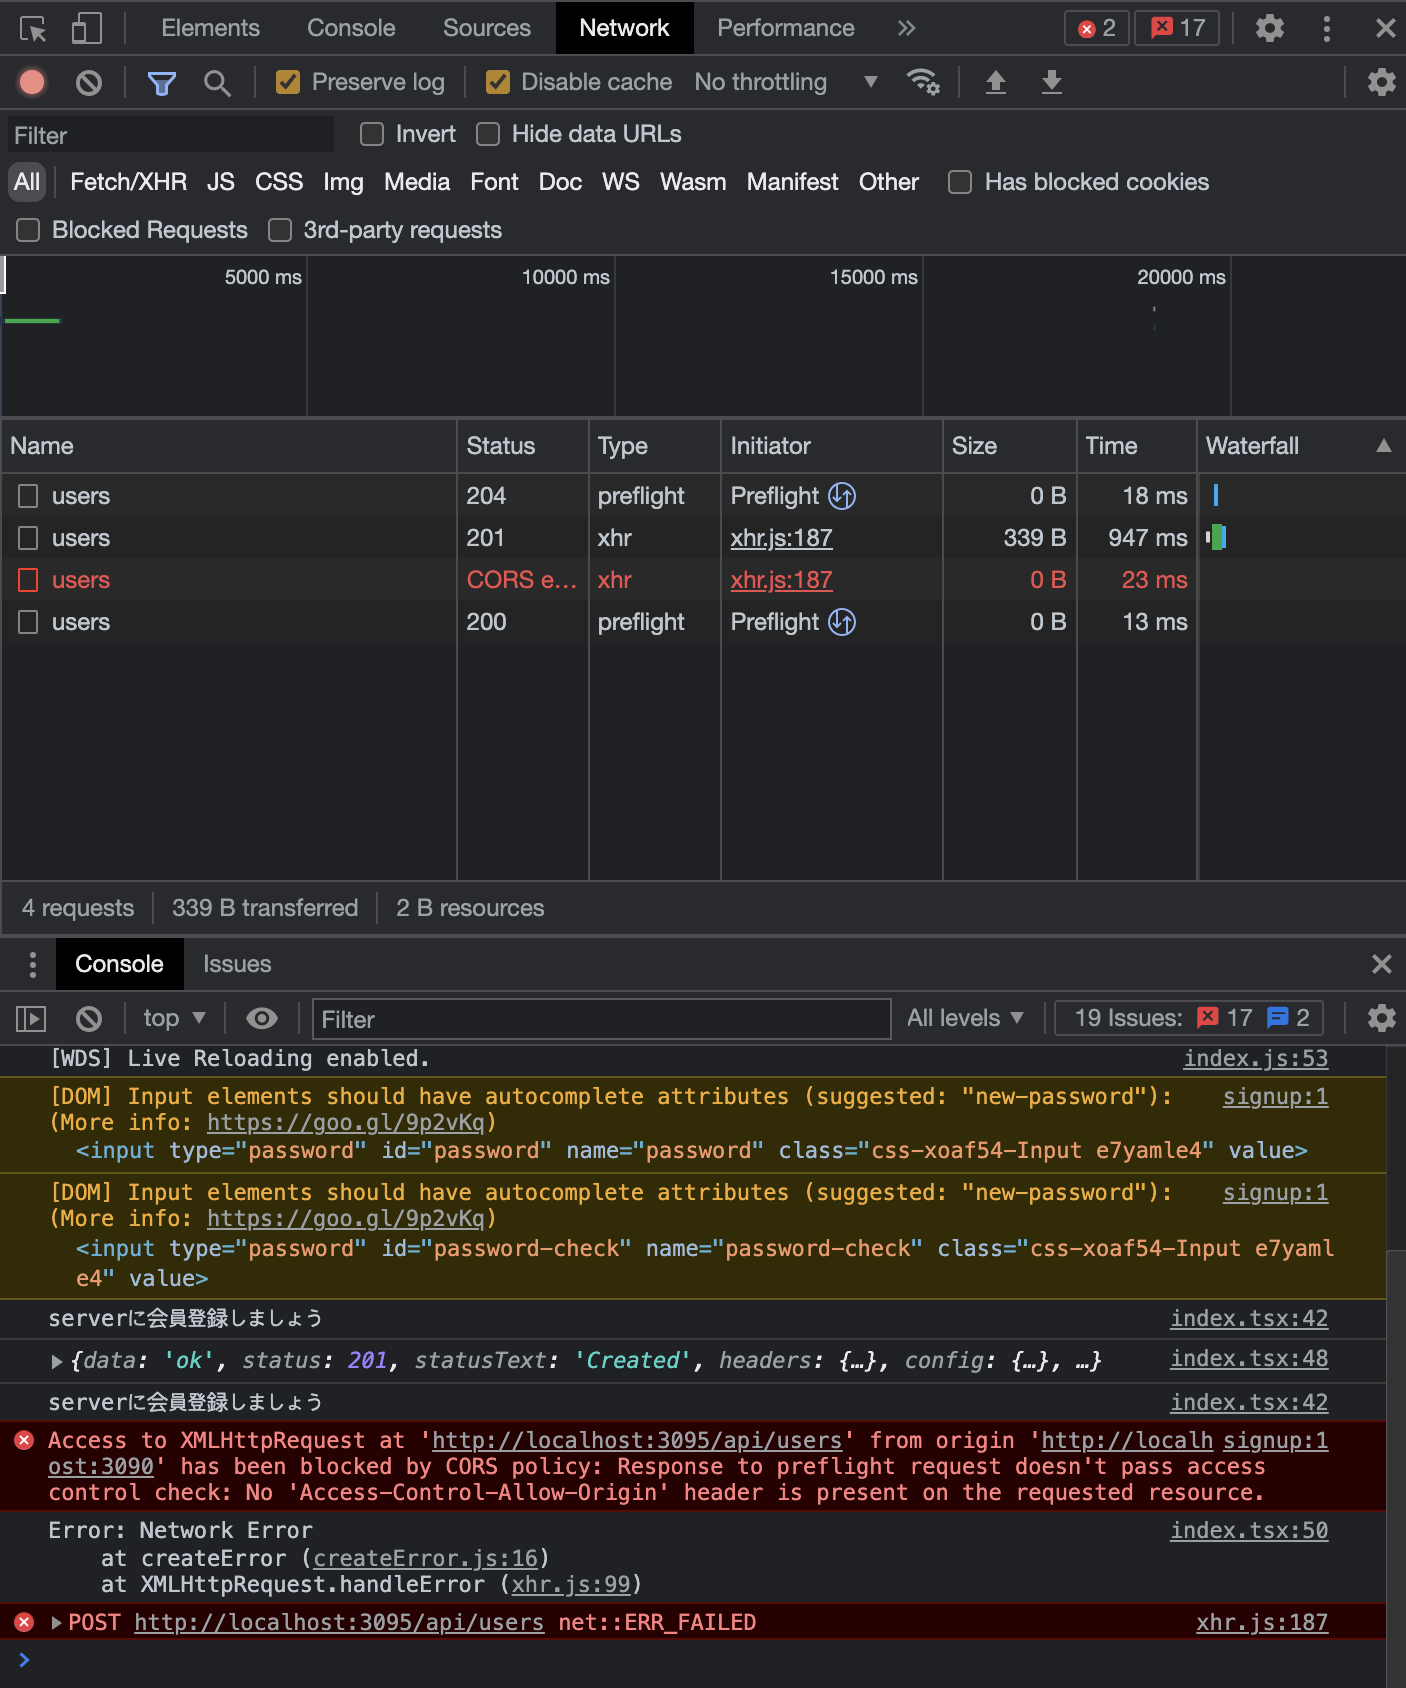 Elements Console Sources Network Performance 2 17
Preserve log Disable cache No throttling
Filter Invert Hide data URLs
All Fetch/XHR JS CSS Img Media Font Doc WS Wasm Manifest Other Has blocked cookies
Blocked Requests 3rd-party requests
5000 ms 10000 ms 15000 ms 20000 ms
Name Status Type Initiator Size Time Waterfall
users 204 preflight Preflight 0 B 18 ms
users 201 xhr xhr.js:187 339 B 947 ms
users CORS e… xhr xhr.js:187 0 B 23 ms
users 200 preflight Preflight 0 B 13 ms
4 requests 339 B transferred 2 B resources
Console Issues
top Filter All levels 19 Issues: 17 2
[WDS] Live Reloading enabled. index.js:53
[DOM] Input elements should have autocomplete attributes (suggested: "new-password"): signup:1
(More info: https://goo.gl/9p2vKq)
<input type="password" id="password" name="password" class="css-xoaf54-Input e7yamle4" value>
[DOM] Input elements should have autocomplete attributes (suggested: "new-password"): signup:1
(More info: https://goo.gl/9p2vKq)
<input type="password" id="password-check" name="password-check" class="css-xoaf54-Input e7yaml
e4" value>
serverに会員登録しましょう index.tsx:42
{data: 'ok', status: 201, statusText: 'Created', headers: {…}, config: {…}, …} index.tsx:48
serverに会員登録しましょう index.tsx:42
Access to XMLHttpRequest at 'http://localhost:3095/api/users' from origin 'http://localh signup:1
ost:3090' has been blocked by CORS policy: Response to preflight request doesn't pass access
control check: No 'Access-Control-Allow-Origin' header is present on the requested resource.
Error: Network Error index.tsx:50
at createError (createError.js:16)
at XMLHttpRequest.handleError (xhr.js:99)
POST http://localhost:3095/api/users net::ERR_FAILED xhr.js:187